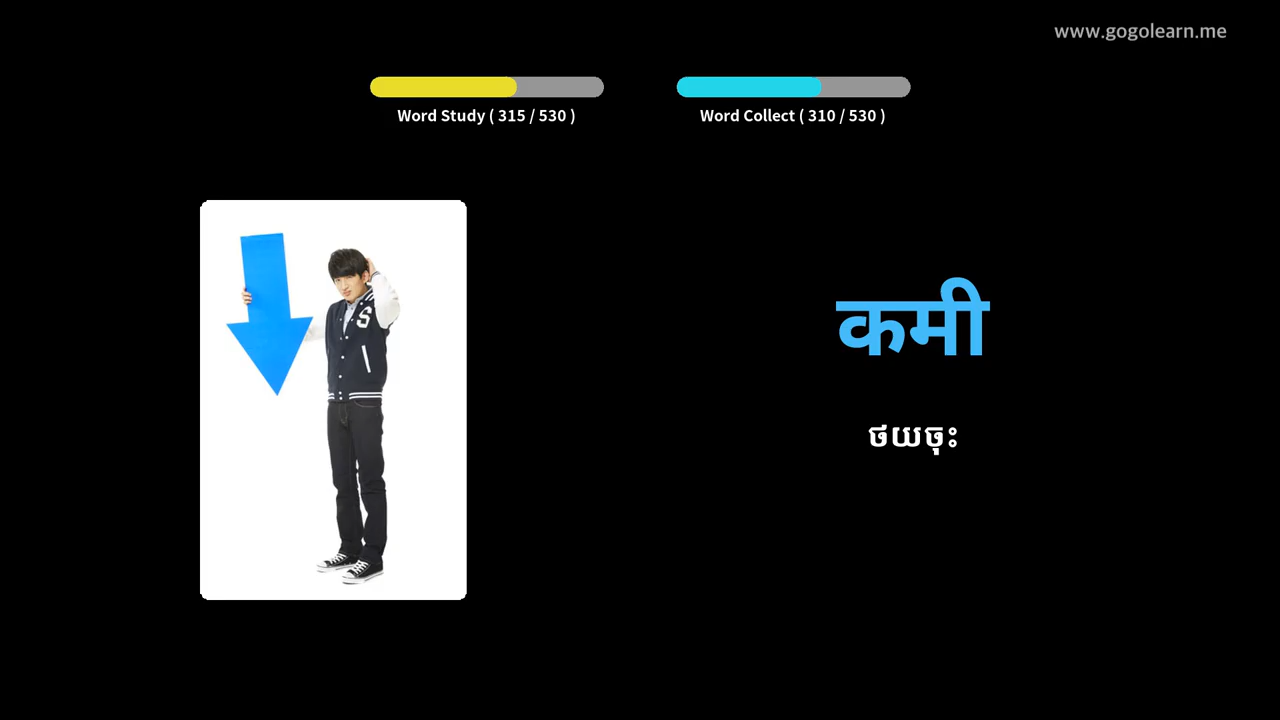 www.gogolearn.me
Word Study ( 315 / 530 )
Word Collect ( 310 / 530 )
S
कमी
ថយចុះ